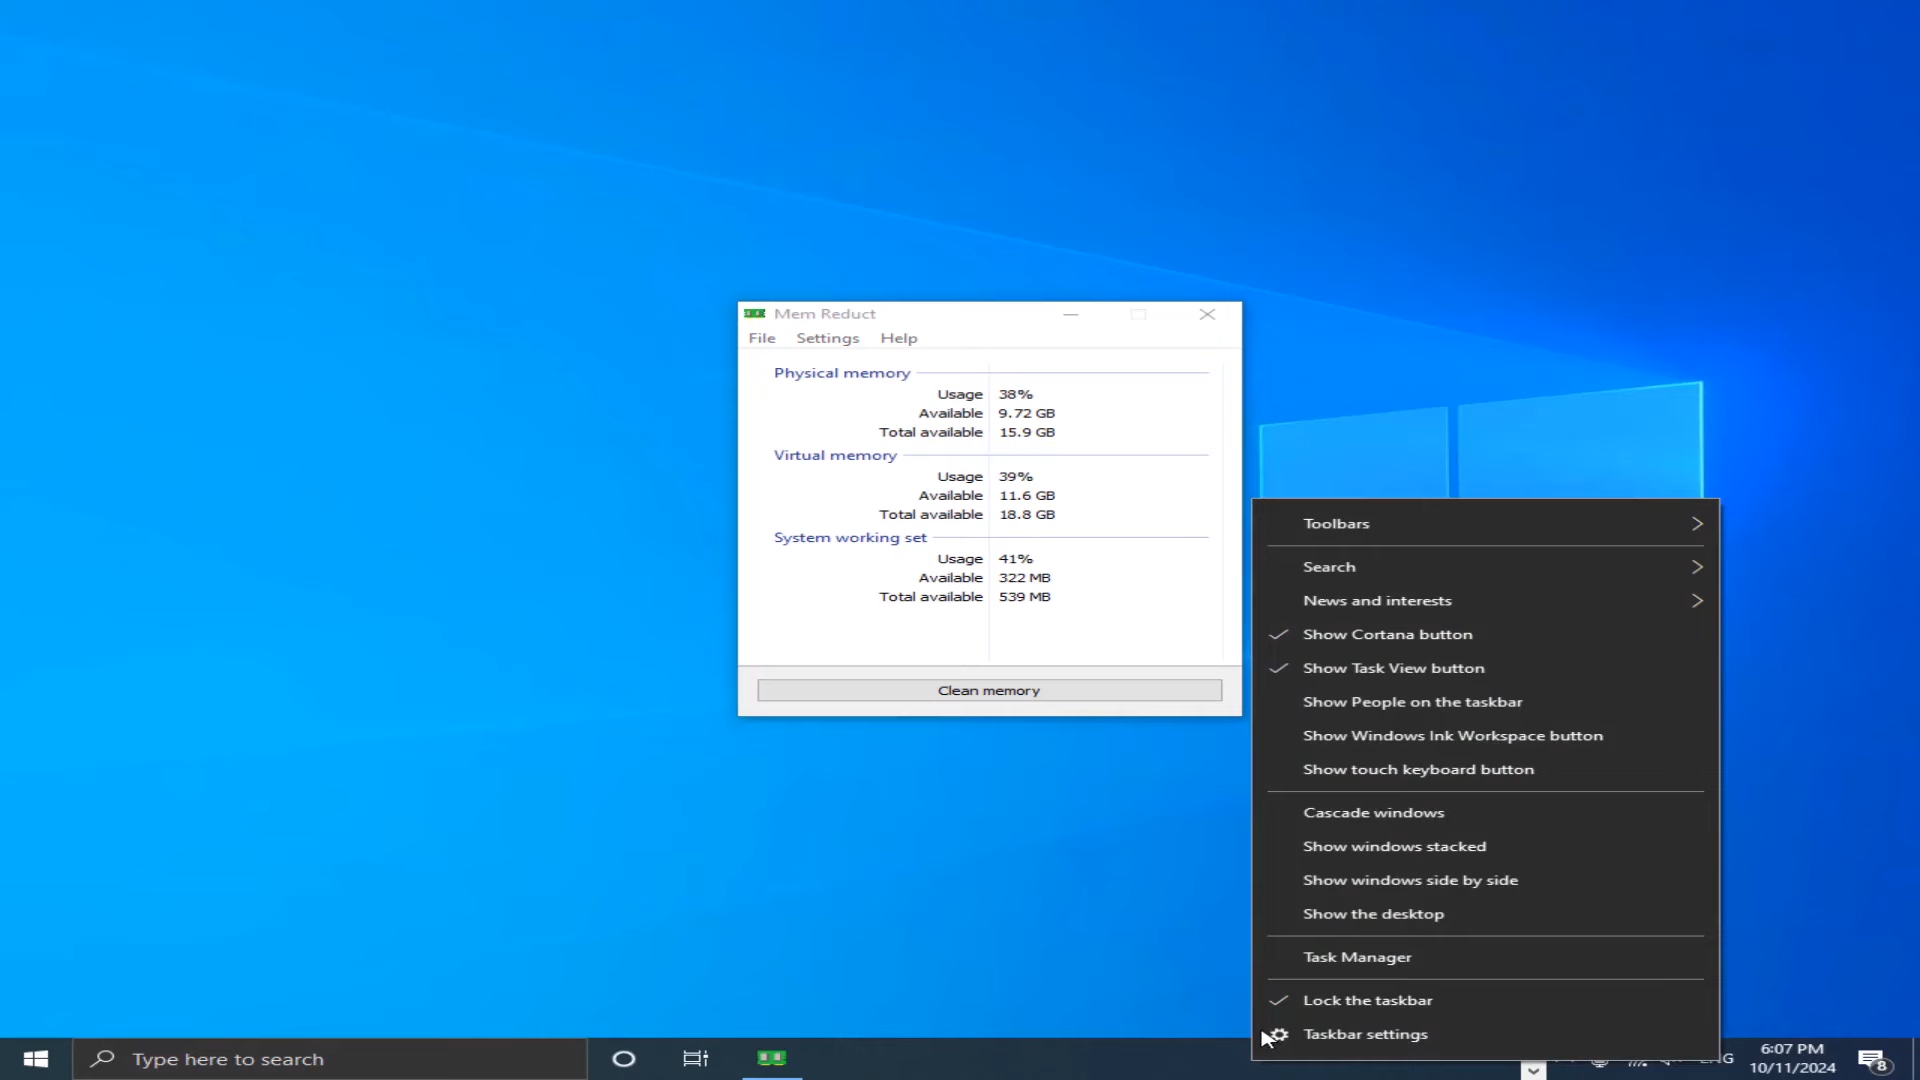 Mem Reduct
File Settings Help
Physical memory
Usage 38%
Available 9.72 GB
Total available 15.9 GB
Virtual memory
Usage 39%
Available 11.6 GB
Total available 18.8 GB
System working set
Usage 41%
Available 322 MB
Total available 539 MB
Clean memory
Toolbars
Search
News and interests
Show Cortana button
Show Task View button
Show People on the taskbar
Show Windows Ink Workspace button
Show touch keyboard button
Cascade windows
Show windows stacked
Show windows side by side
Show the desktop
Task Manager
Lock the taskbar
Taskbar settings
Type here to search
6:07 PM
10/11/2024
8